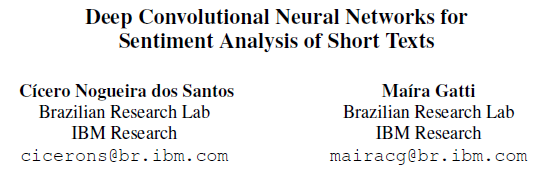 Deep Convolutional Neural Networks for
Sentiment Analysis of Short Texts
Cícero Nogueira dos Santos
Brazilian Research Lab
IBM Research
cicerons@br.ibm.com
Maíra Gatti
Brazilian Research Lab
IBM Research
mairacg@br.ibm.com